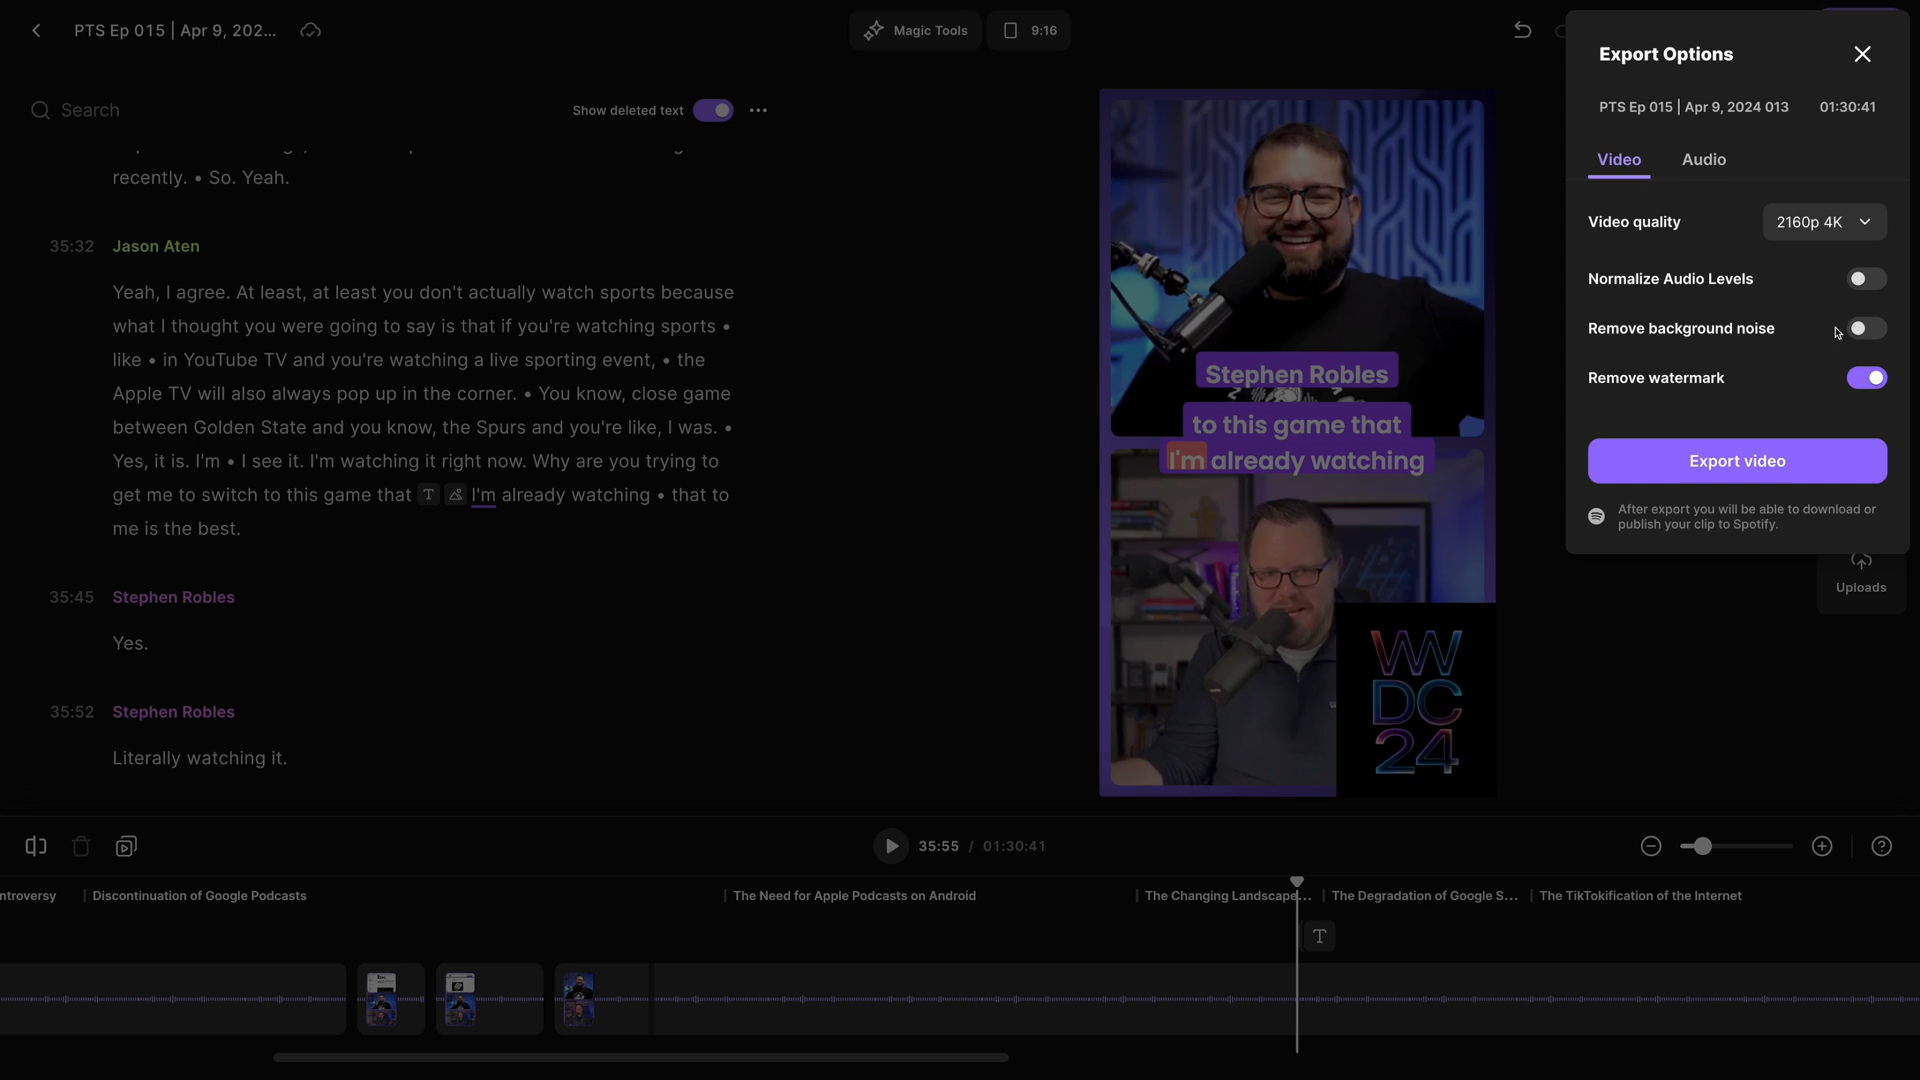 PTS Ep 015 | Apr 9, 202...
Magic Tools
9:16
Search
Show deleted text
recently. • So. Yeah.
35:32 Jason Aten
Yeah, I agree. At least, at least you don't actually watch sports because
what I thought you were going to say is that if you're watching sports •
like • in YouTube TV and you're watching a live sporting event, • the
Apple TV will also always pop up in the corner. • You know, close game
between Golden State and you know, the Spurs and you're like, I was. •
Yes, it is. I'm • I see it. I'm watching it right now. Why are you trying to
get me to switch to this game that T I'm already watching • that to
me is the best.
35:45 Stephen Robles
Yes.
35:52 Stephen Robles
Literally watching it.
Stephen Robles
to this game that
I'm already watching
WW
DC
24
Export Options
PTS Ep 015 | Apr 9, 2024 013 01:30:41
Video Audio
Video quality 2160p 4K
Normalize Audio Levels
Remove background noise
Remove watermark
Export video
After export you will be able to download or
publish your clip to Spotify.
Uploads
35:55 / 01:30:41
ntroversy
Discontinuation of Google Podcasts
The Need for Apple Podcasts on Android
The Changing Landscape...
The Degradation of Google S...
The TikTokification of the Internet
T